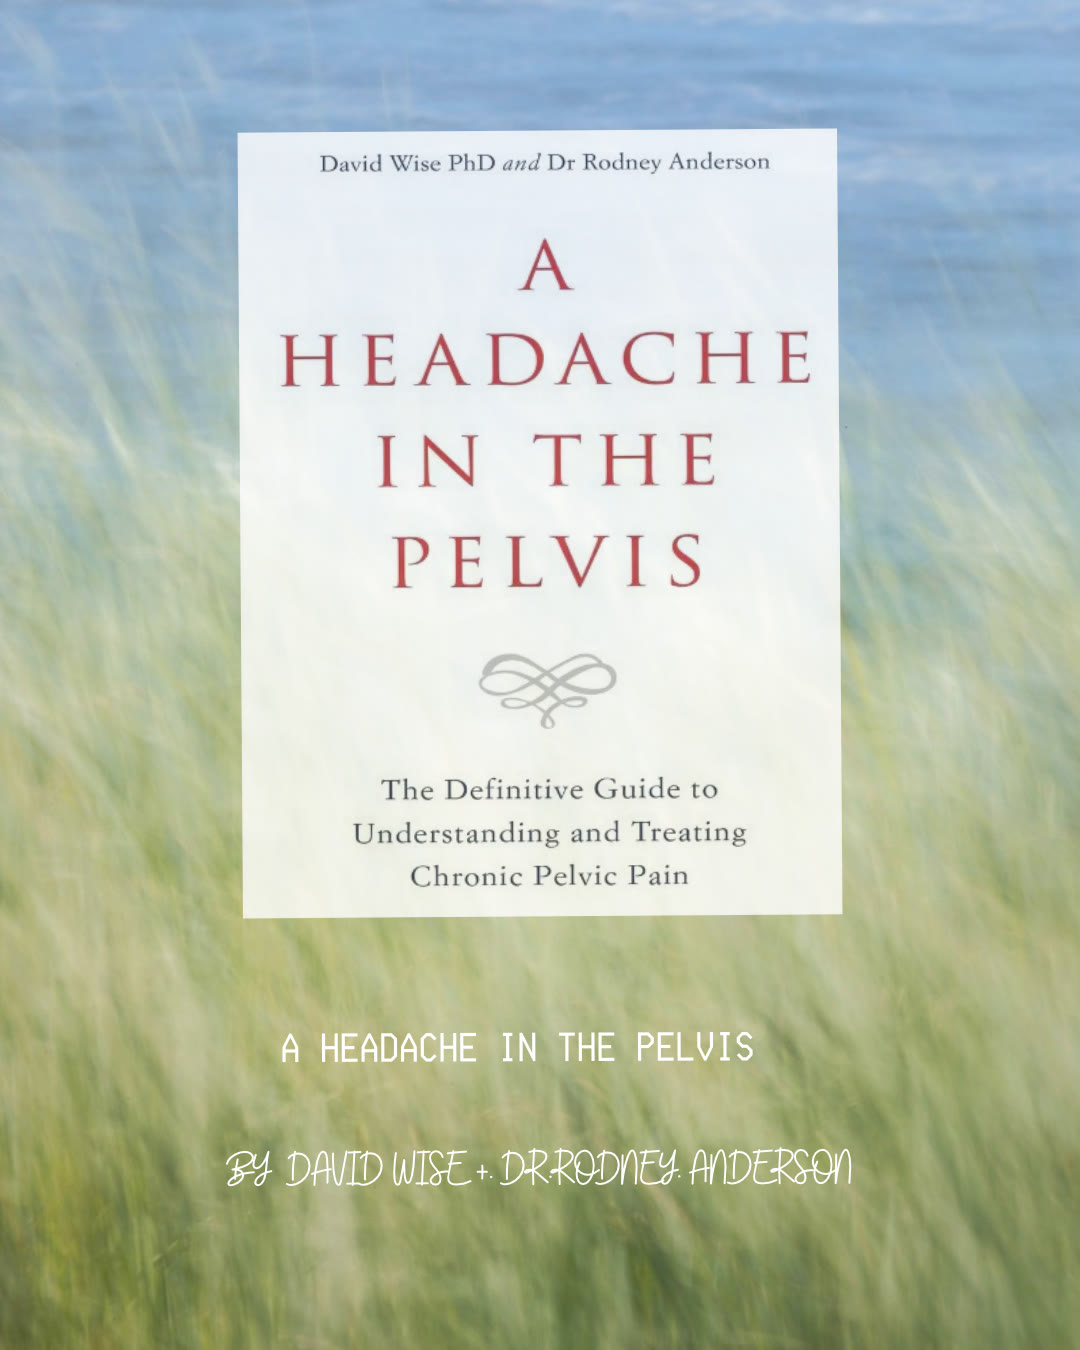 David Wise PhD and Dr Rodney Anderson
A
HEADACHE
IN THE
PELVIS
The Definitive Guide to
Understanding and Treating
Chronic Pelvic Pain
A HEADACHE IN THE PELVIS
BY DAVID WISE +. DR.RODNEY. ANDERSON